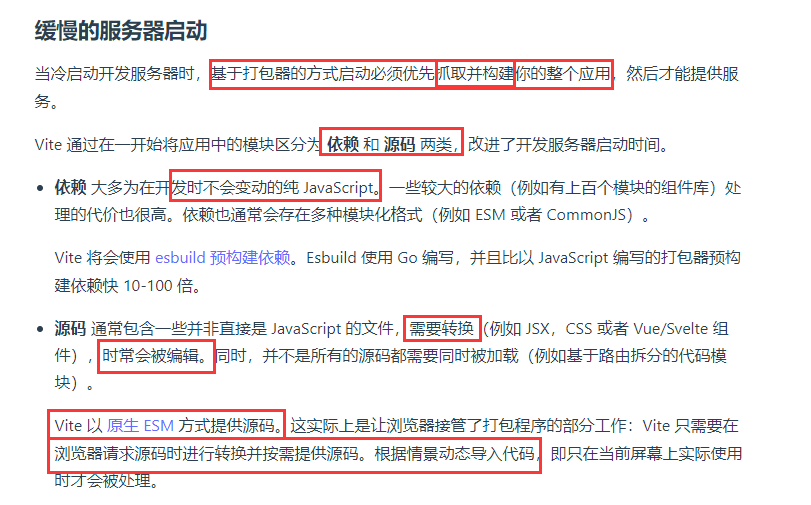 缓慢的服务器启动
当冷启动开发服务器时，基于打包器的方式启动必须优先抓取并构建你的整个应用，然后才能提供服
务。
Vite 通过在一开始将应用中的模块区分为 依赖 和 源码 两类，改进了开发服务器启动时间。
• 依赖 大多为在开发时不会变动的纯 JavaScript。一些较大的依赖（例如有上百个模块的组件库）处
理的代价也很高。依赖也通常会存在多种模块化格式（例如 ESM 或者 CommonJS）。
Vite 将会使用 esbuild 预构建依赖。Esbuild 使用 Go 编写，并且比以 JavaScript 编写的打包器预构
建依赖快 10-100 倍。
• 源码 通常包含一些并非直接是 JavaScript 的文件，需要转换（例如 JSX，CSS 或者 Vue/Svelte 组
件），时常会被编辑。同时，并不是所有的源码都需要同时被加载（例如基于路由拆分的代码模
块）。
Vite 以 原生 ESM 方式提供源码。这实际上是让浏览器接管了打包程序的部分工作：Vite 只需要在
浏览器请求源码时进行转换并按需提供源码。根据情景动态导入代码，即只在当前屏幕上实际使用
时才会被处理。